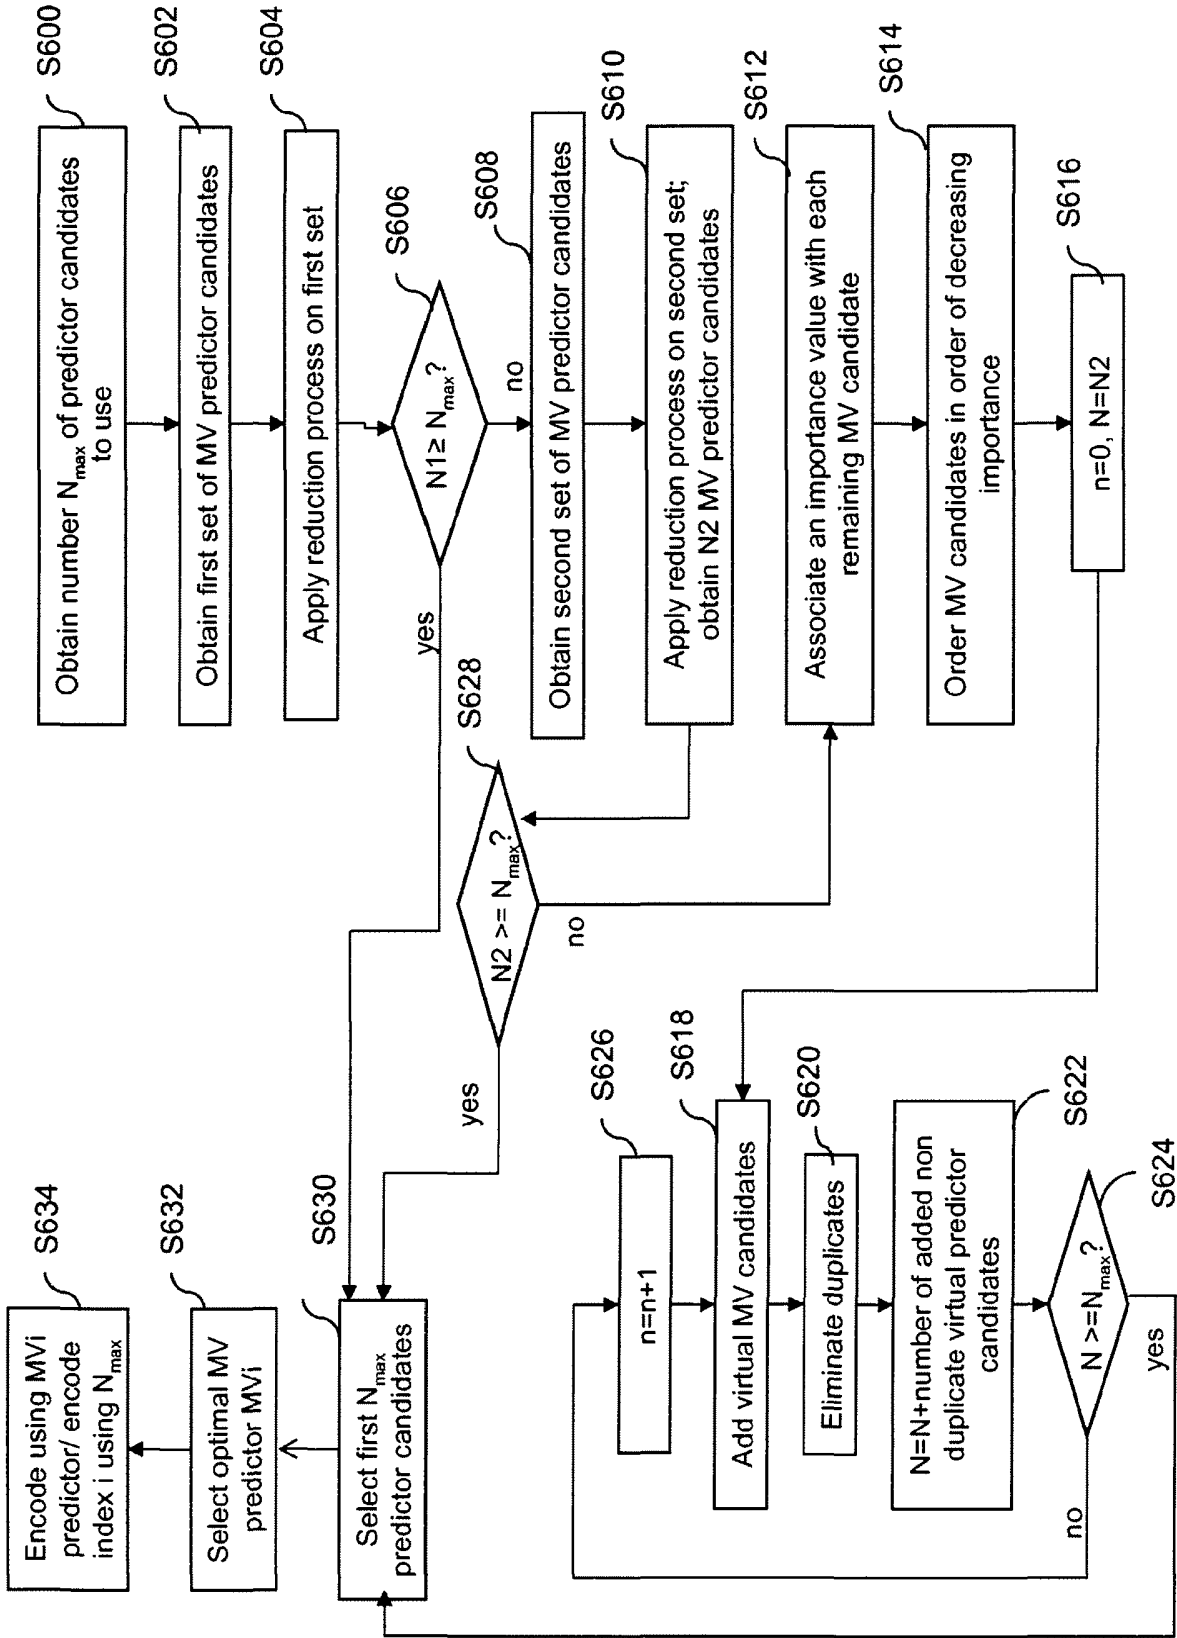 S600
Obtain number Nmax of predictor candidates
to use
S602
Obtain first set of MV predictor candidates
S604
Apply reduction process on first set
S606
N1≥ Nmax?
yes
no
S608
Obtain second set of MV predictor candidates
S610
Apply reduction process on second set;
obtain N2 MV predictor candidates
S628
N2 >= Nmax?
yes
no
S612
Associate an importance value with each
remaining MV candidate
S614
Order MV candidates in order of decreasing
importance
S616
n=0, N=N2
S626
n=n+1
S618
Add virtual MV candidates
S620
Eliminate duplicates
S622
N=N+number of added non
duplicate virtual predictor
candidates
S624
N >=Nmax?
no
yes
S630
Select first Nmax
predictor candidates
S632
Select optimal MV
predictor MVi
S634
Encode using MVi
predictor/ encode
index i using Nmax